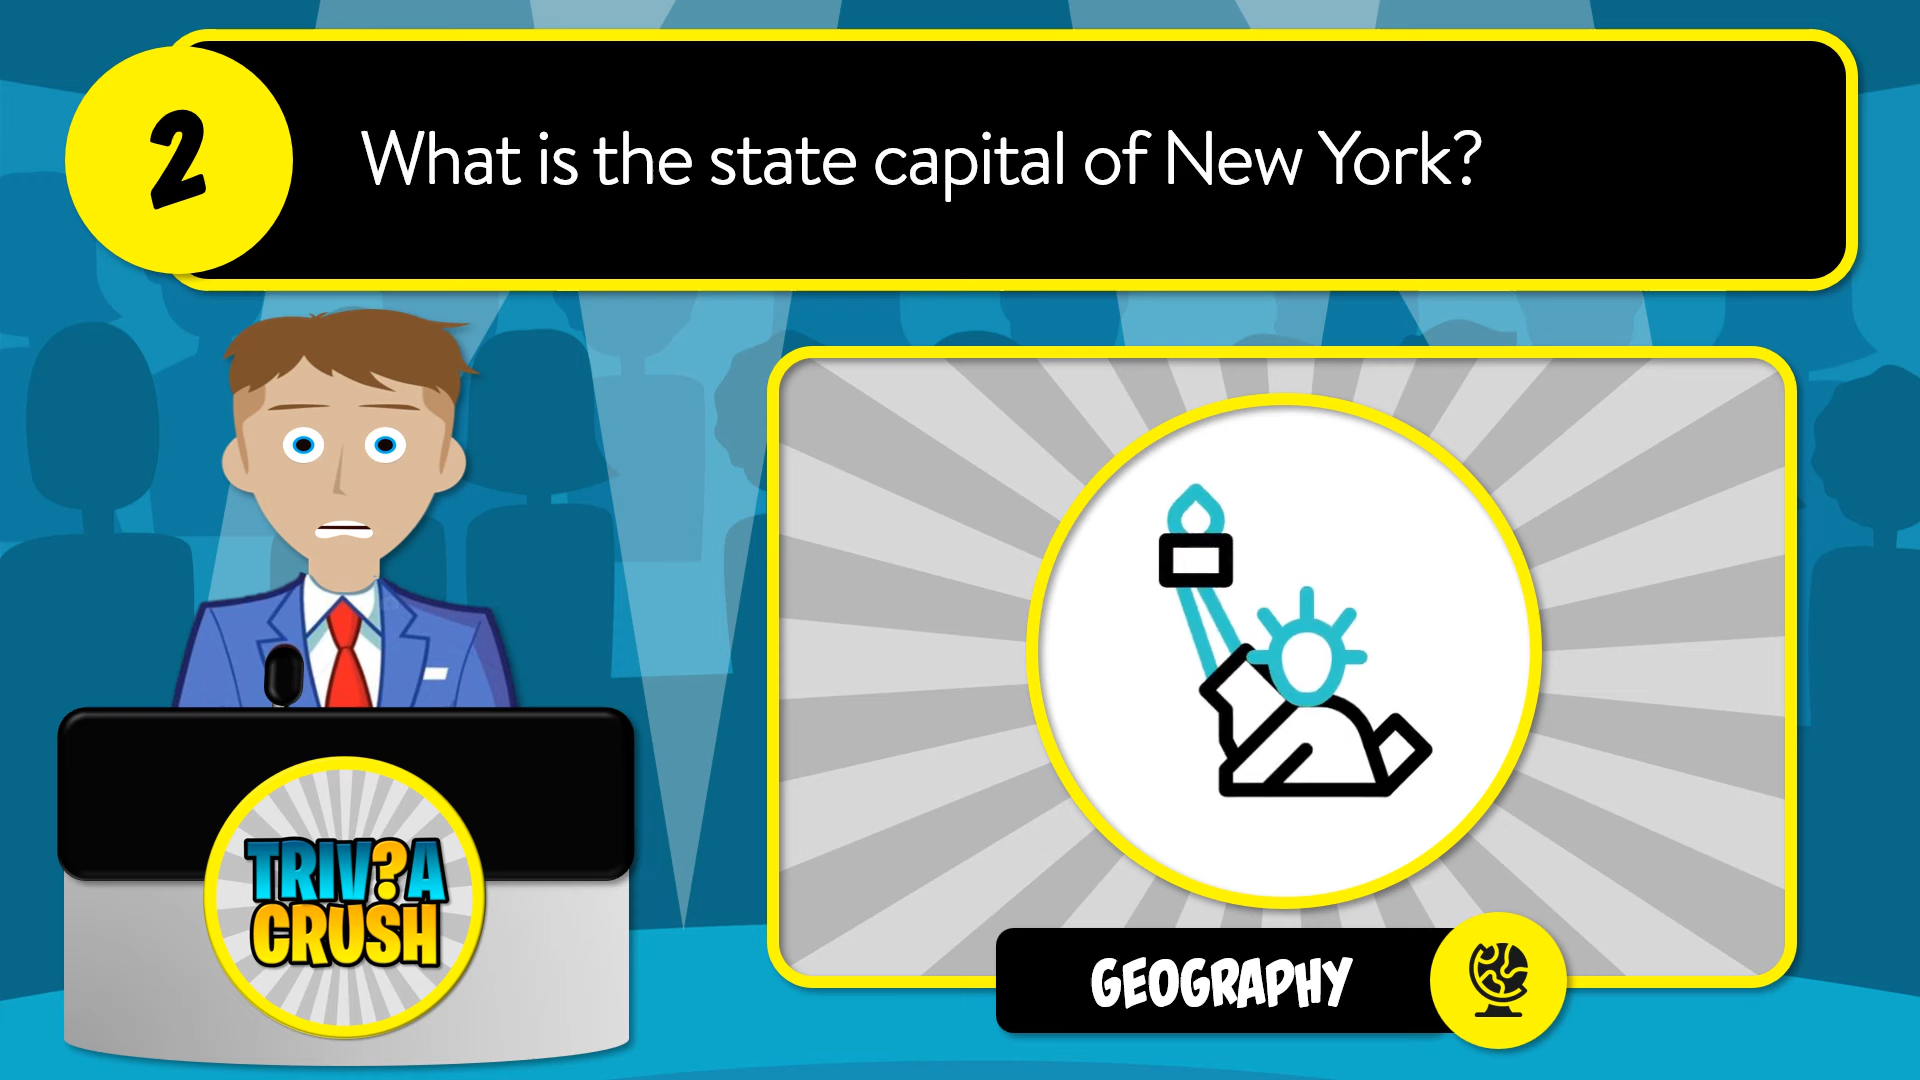 2
What is the state capital of New York?
TRIV?A
CRUSH
GEOGRAPHY